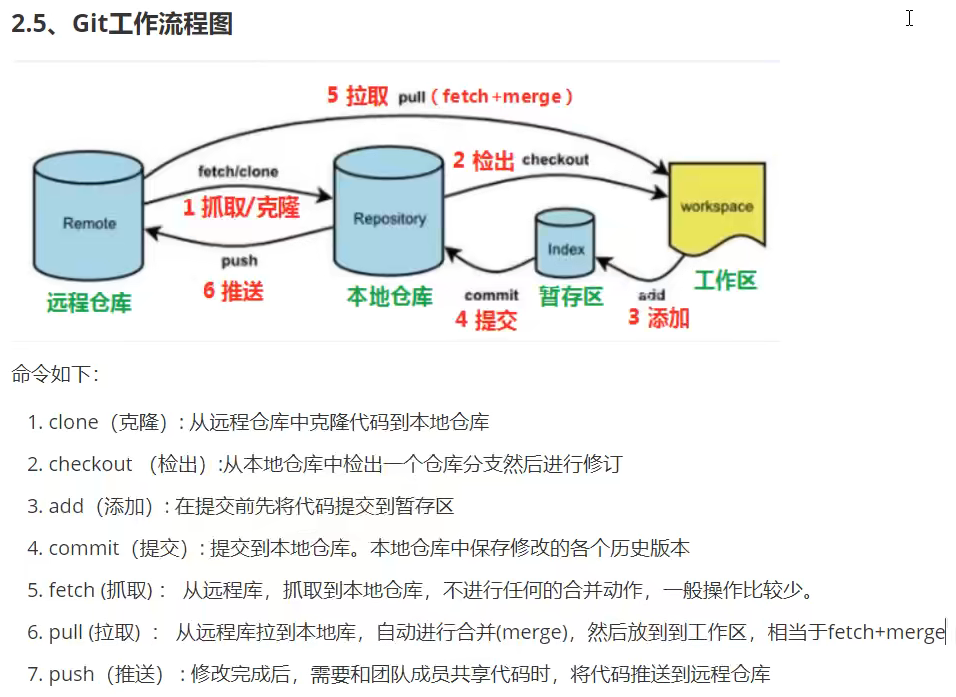 2.5、Git工作流程图
5 拉取 pull（fetch+merge）
fetch/clone
1 抓取/克隆
2 检出 checkout
Remote
Repository
Index
workspace
push
6 推送
commit
4 提交
add
3 添加
远程仓库
本地仓库
暂存区
工作区
命令如下：
1. clone（克隆）: 从远程仓库中克隆代码到本地仓库
2. checkout （检出）:从本地仓库中检出一个仓库分支然后进行修订
3. add（添加）: 在提交前先将代码提交到暂存区
4. commit（提交）: 提交到本地仓库。本地仓库中保存修改的各个历史版本
5. fetch (抓取)： 从远程库，抓取到本地仓库，不进行任何的合并动作，一般操作比较少。
6. pull (拉取) ： 从远程库拉到本地库，自动进行合并(merge)，然后放到到工作区，相当于fetch+merge
7. push（推送）: 修改完成后，需要和团队成员共享代码时，将代码推送到远程仓库